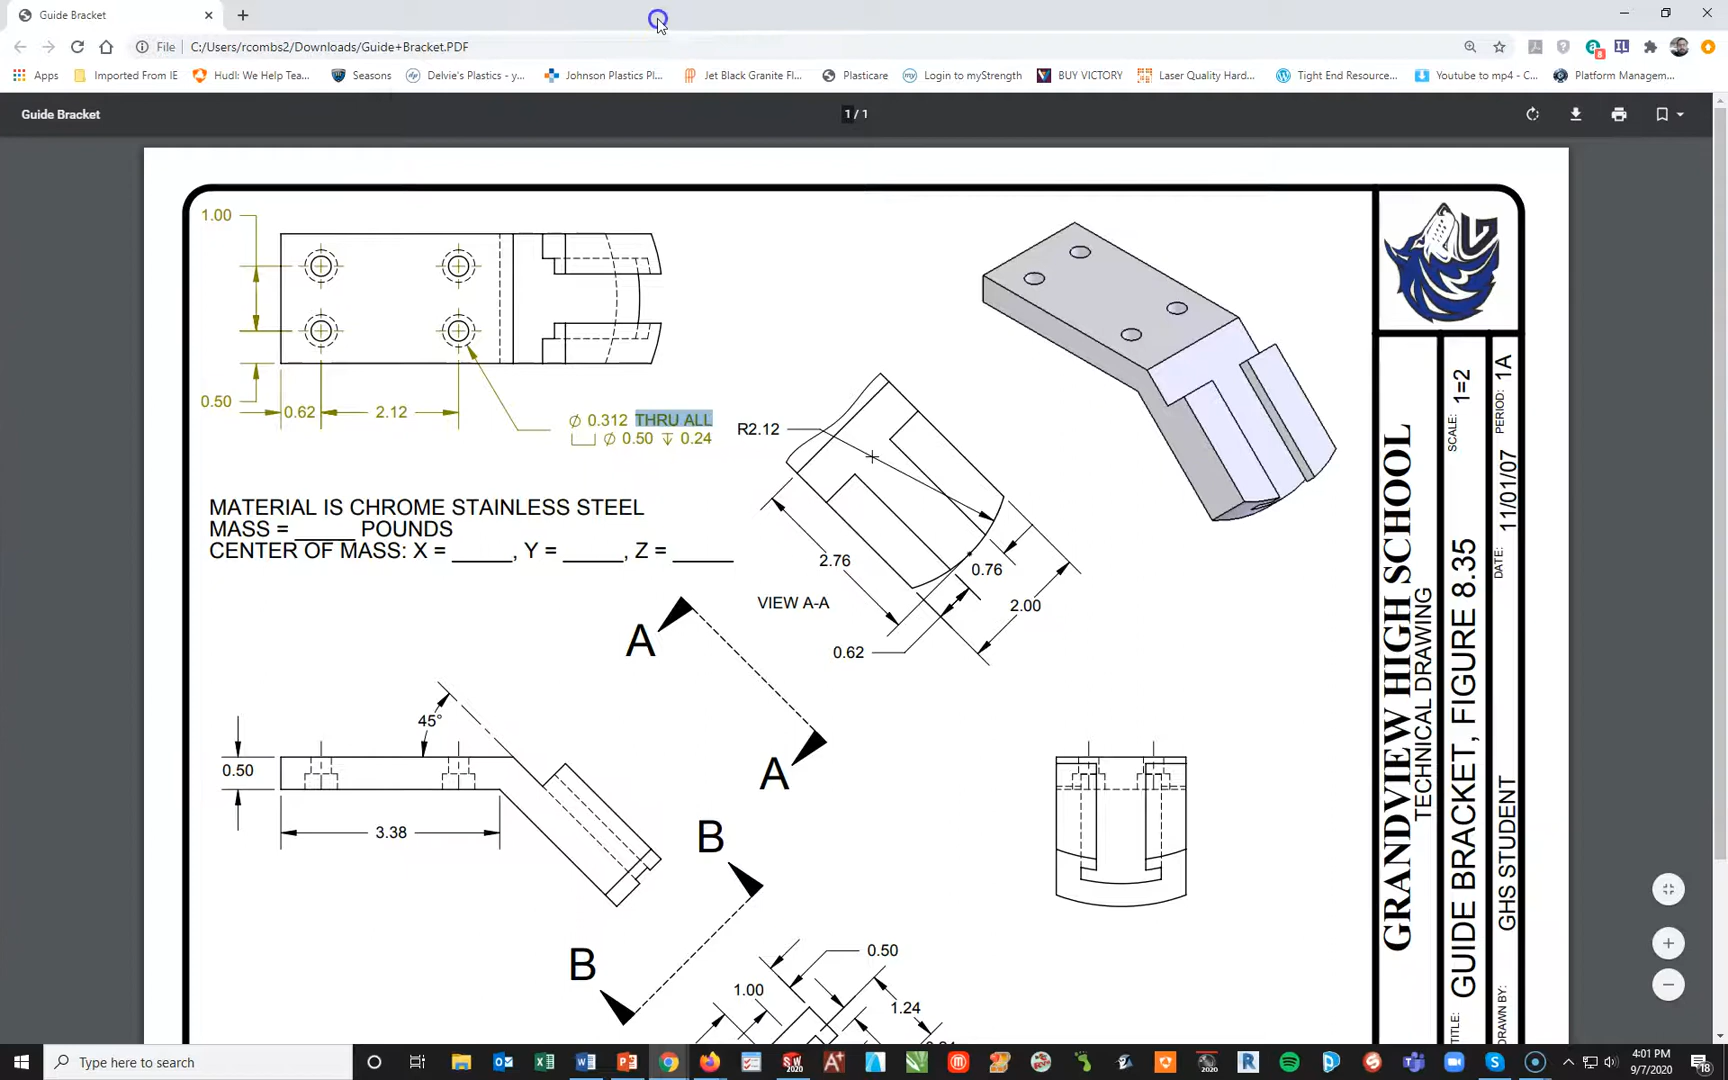 Guide Bracket
File C:/Users/rcombs2/Downloads/Guide+Bracket.PDF
Apps Imported From IE Hudl: We Help Tea... Seasons Delvie's Plastics - y... Johnson Plastics Pl... Jet Black Granite Fl... Plasticare Login to myStrength BUY VICTORY Laser Quality Hard... Tight End Resource... Youtube to mp4 - C... Platform Managem...
Guide Bracket 1 / 1
1.00
0.50
0.62 2.12
Ø 0.312 THRU ALL
⌴ Ø 0.50 ↧ 0.24
R2.12
MATERIAL IS CHROME STAINLESS STEEL
MASS = _____ POUNDS
CENTER OF MASS: X = _____, Y = _____, Z = _____
2.76
0.76
2.00
VIEW A-A
0.62
A
A
45°
0.50
3.38
B
B
0.50
1.00
1.24
GRANDVIEW HIGH SCHOOL
TECHNICAL DRAWING
TITLE: GUIDE BRACKET, FIGURE 8.35
SCALE: 1=2
DRAWN BY: GHS STUDENT
DATE: 11/01/07
PERIOD: 1A
Type here to search
4:01 PM
9/7/2020
18